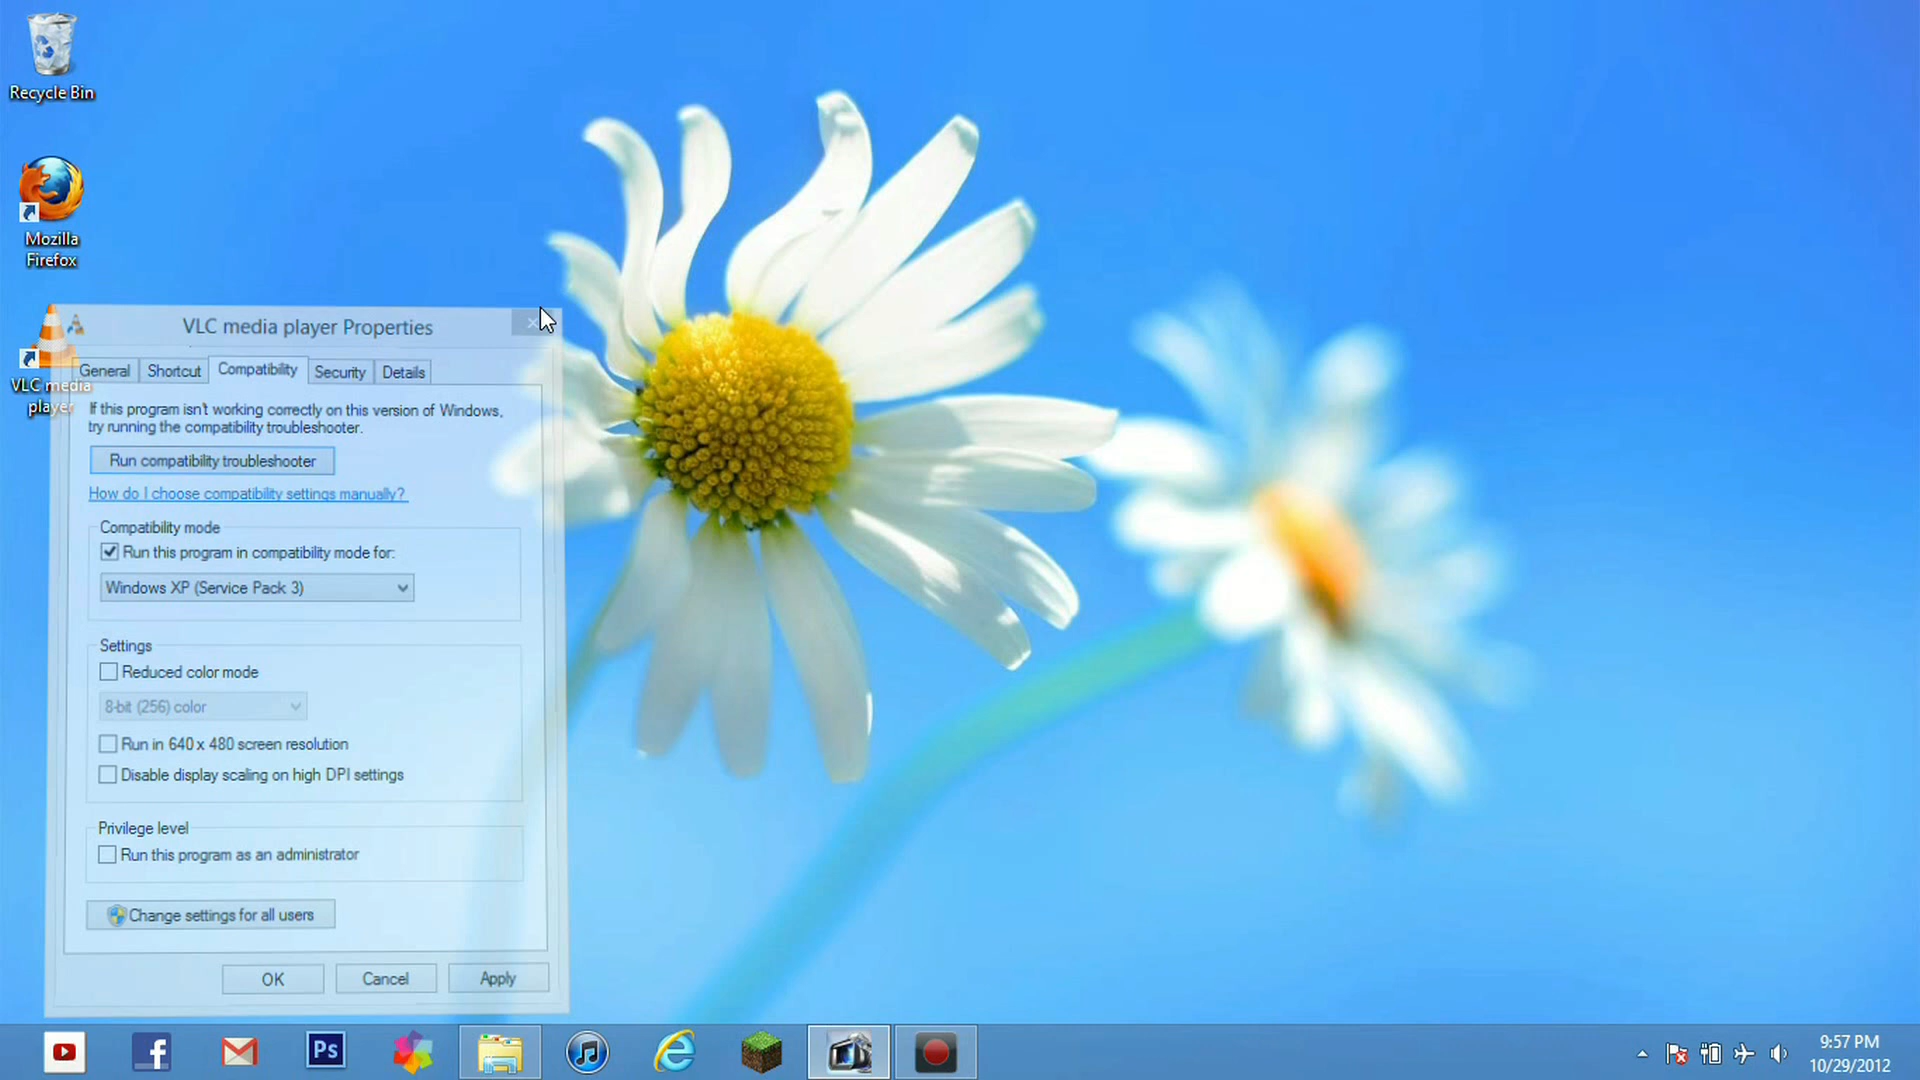 Recycle Bin
Mozilla
Firefox
VLC media
player
VLC media player Properties
General
Shortcut
Compatibility
Security
Details
If this program isn't working correctly on this version of Windows,
try running the compatibility troubleshooter.
Run compatibility troubleshooter
How do I choose compatibility settings manually?
Compatibility mode
Run this program in compatibility mode for:
Windows XP (Service Pack 3)
Settings
Reduced color mode
8-bit (256) color
Run in 640 x 480 screen resolution
Disable display scaling on high DPI settings
Privilege level
Run this program as an administrator
Change settings for all users
OK
Cancel
Apply
Ps
9:57 PM
10/29/2012